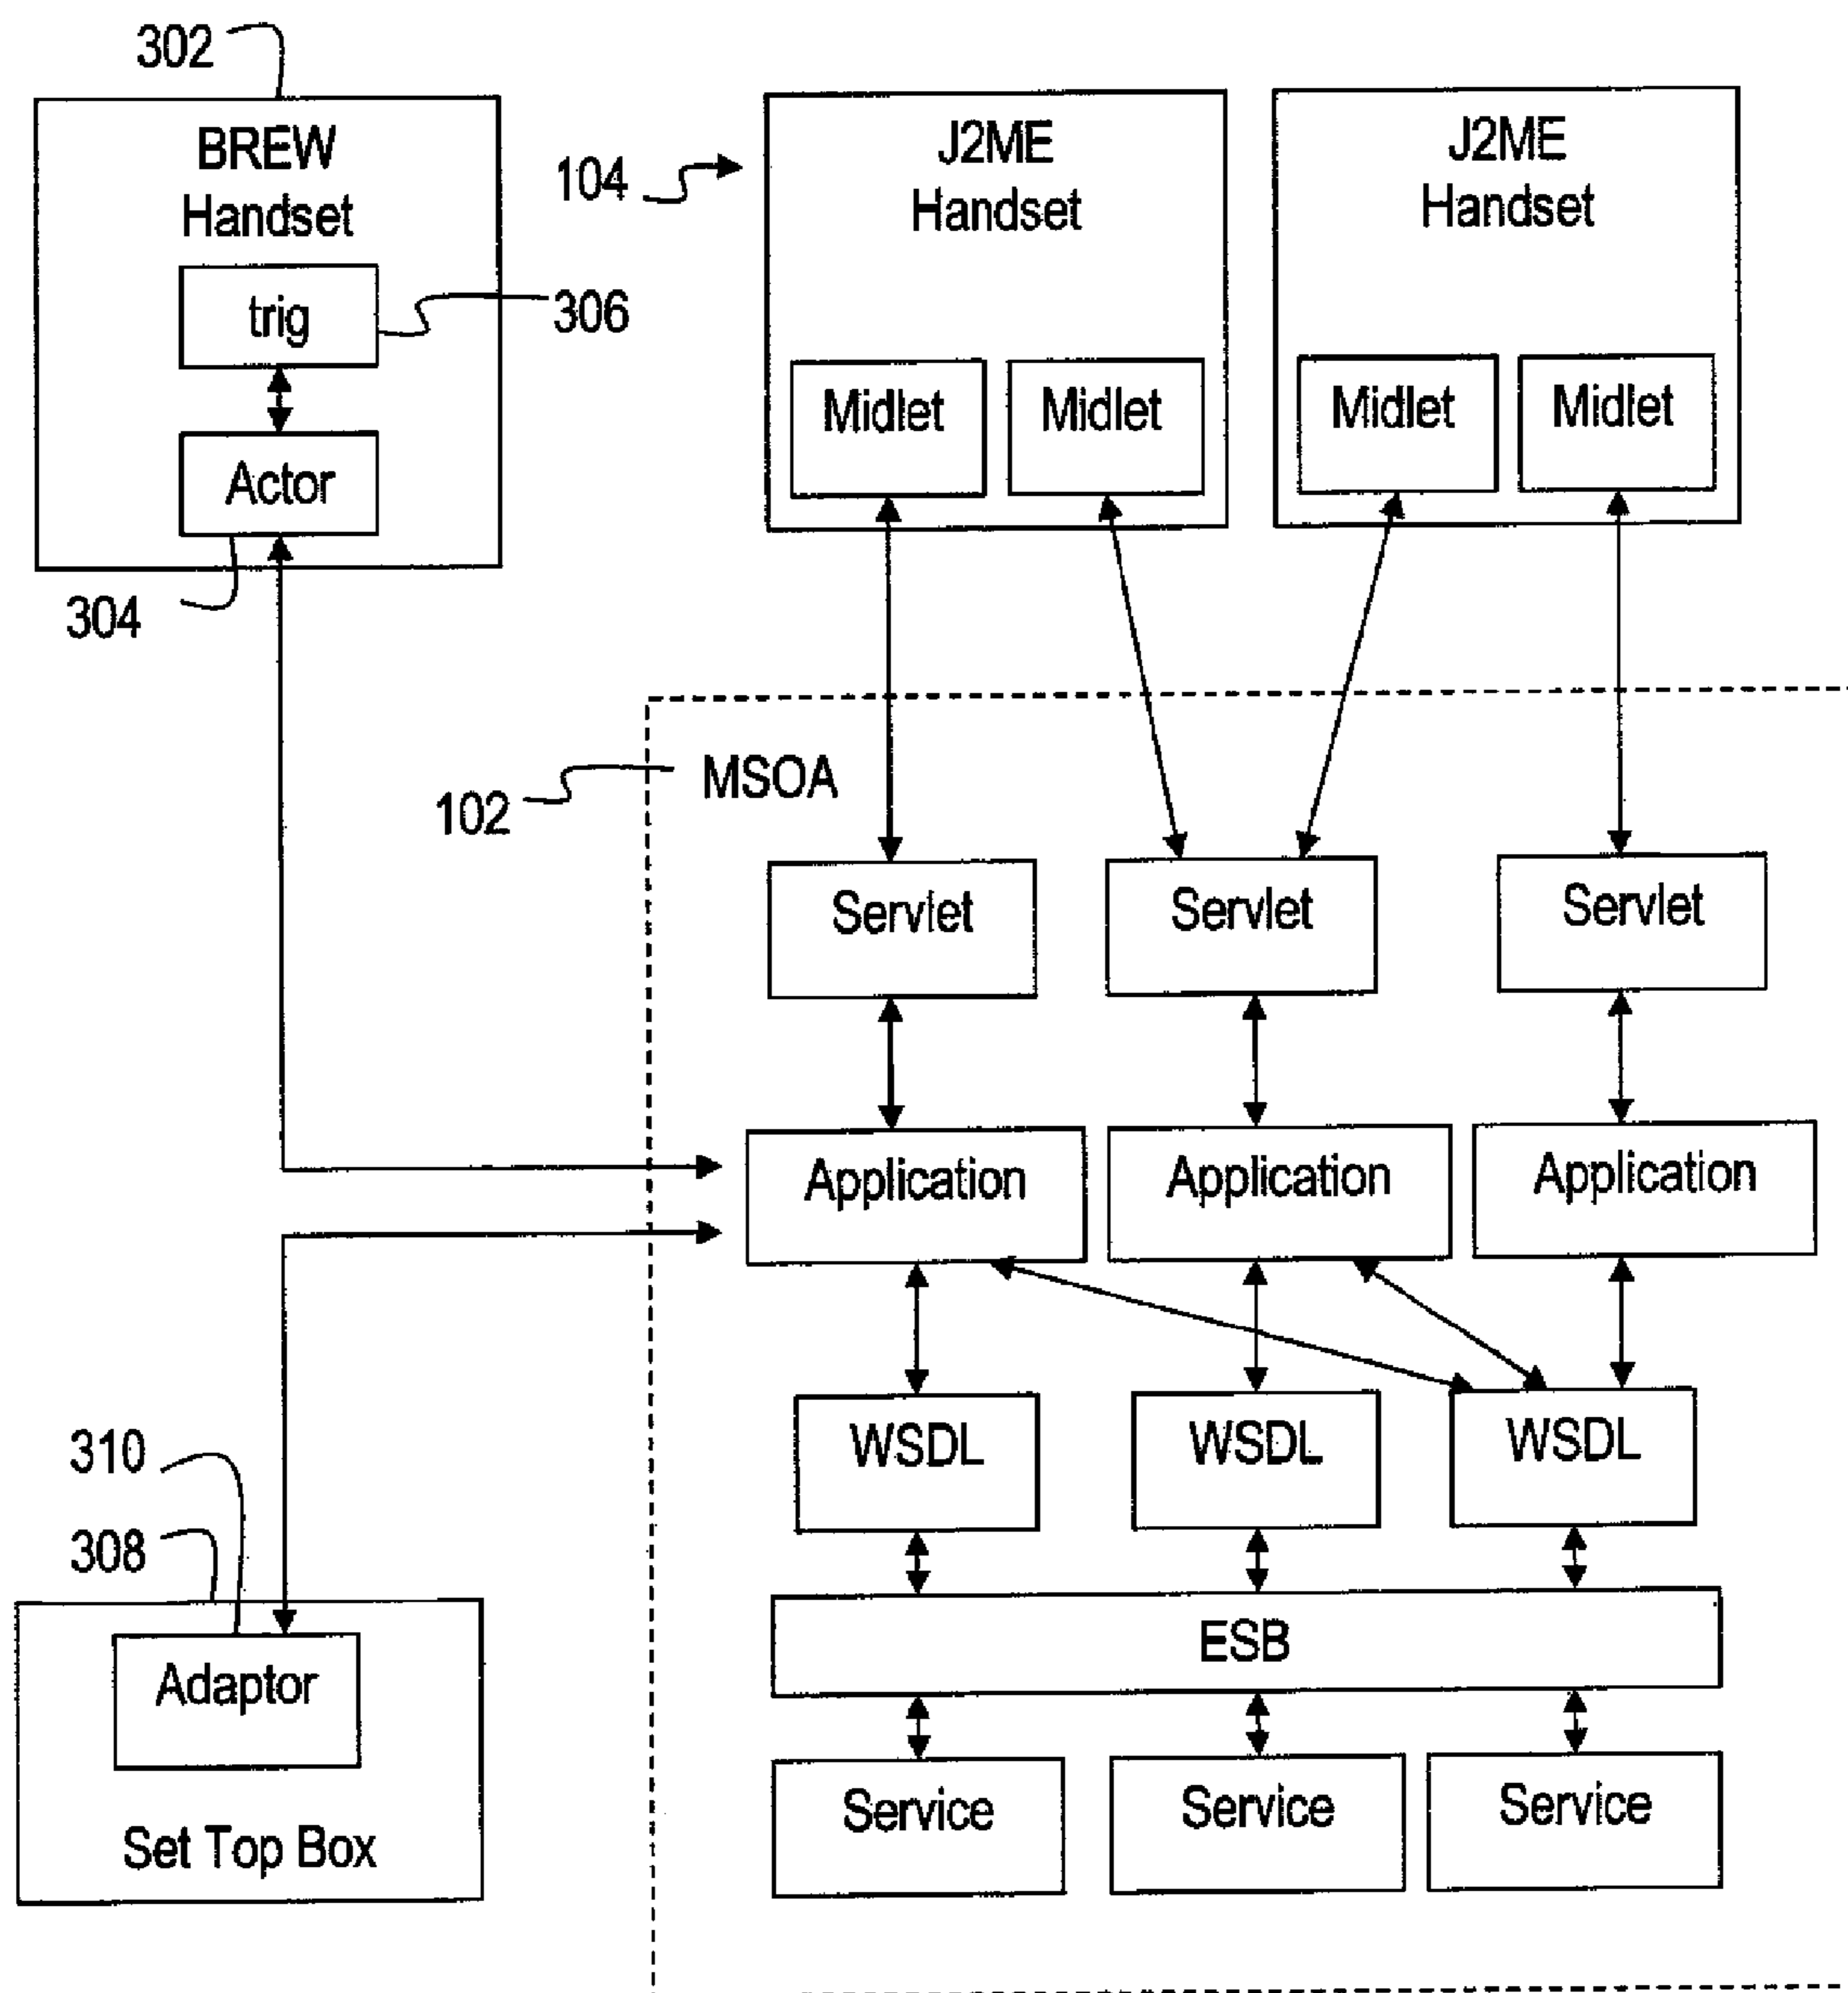 302
BREW
Handset
trig
306
Actor
304
104
J2ME
Handset
Midlet
Midlet
J2ME
Handset
Midlet
Midlet
102
MSOA
Servlet
Servlet
Servlet
Application
Application
Application
WSDL
WSDL
WSDL
ESB
Service
Service
Service
310
308
Adaptor
Set Top Box